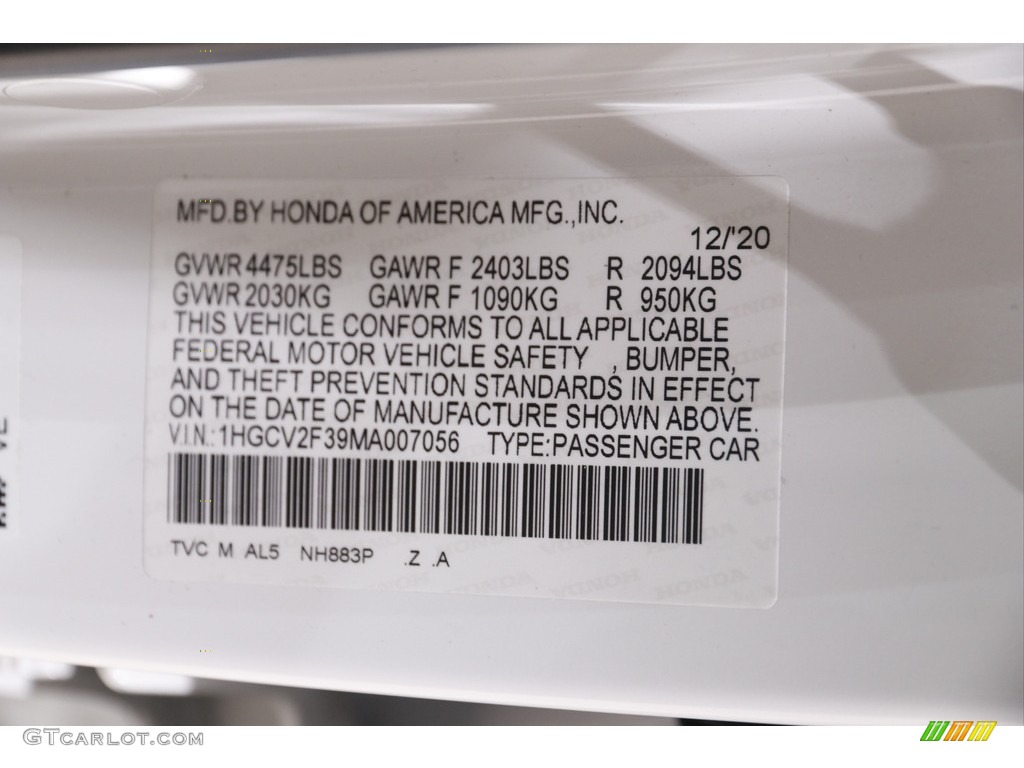 MFD.BY HONDA OF AMERICA MFG.,INC.
12/'20
GVWR 4475LBS GAWR F 2403LBS R 2094LBS
GVWR 2030KG GAWR F 1090KG R 950KG
THIS VEHICLE CONFORMS TO ALL APPLICABLE
FEDERAL MOTOR VEHICLE SAFETY , BUMPER,
AND THEFT PREVENTION STANDARDS IN EFFECT
ON THE DATE OF MANUFACTURE SHOWN ABOVE.
V.I.N.:1HGCV2F39MA007056 TYPE:PASSENGER CAR
TVC M AL5 NH883P .Z .A
GTCARLOT.COM